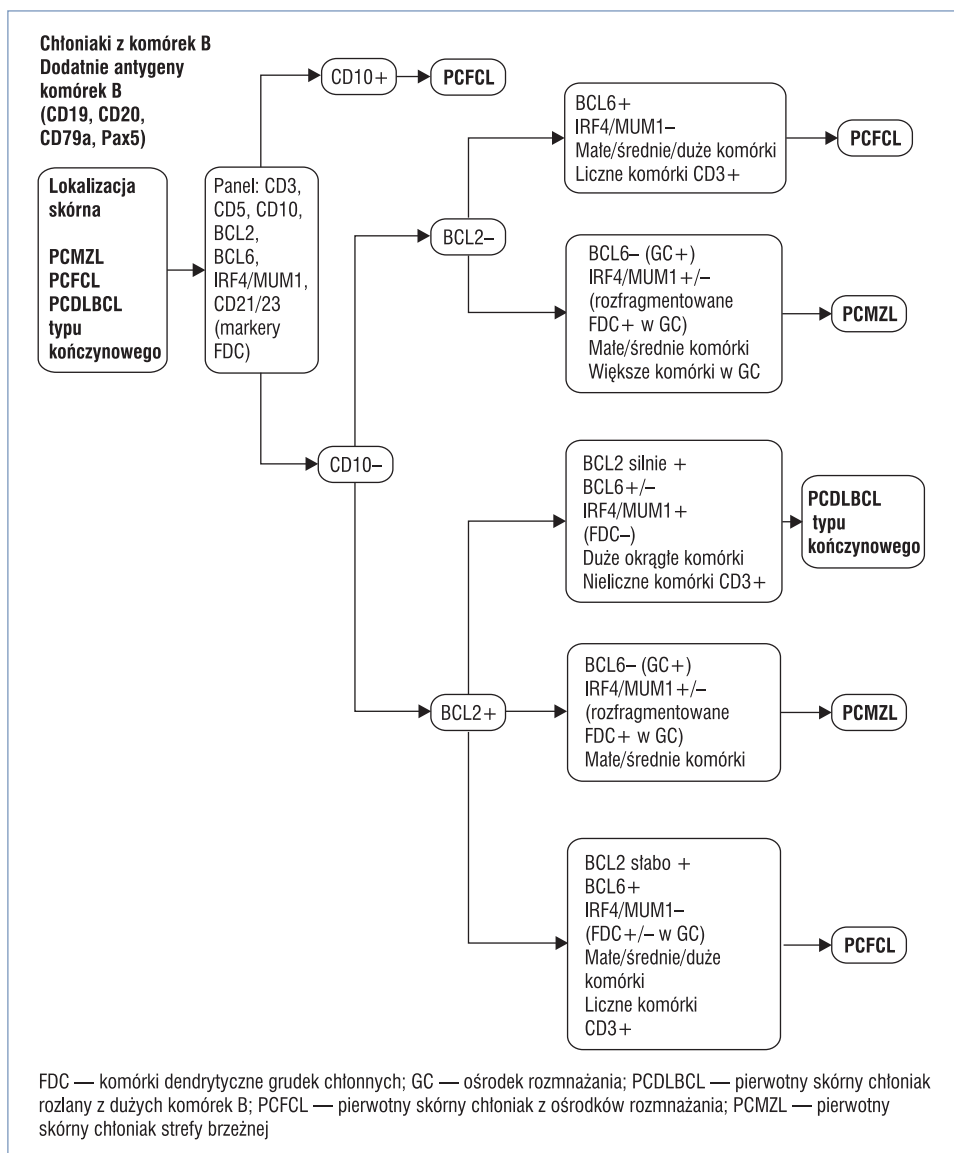 Chłoniaki z komórek B
Dodatnie antygeny
komórek B
(CD19, CD20,
CD79a, Pax5)
Lokalizacja
skórna
PCMZL
PCFCL
PCDLBCL
typu
kończynowego
Panel: CD3,
CD5, CD10,
BCL2,
BCL6,
IRF4/MUM1,
CD21/23
(markery
FDC)
CD10+
PCFCL
CD10–
BCL2–
BCL6+
IRF4/MUM1–
Małe/średnie/duże komórki
Liczne komórki CD3+
PCFCL
BCL6– (GC+)
IRF4/MUM1+/–
(rozfragmentowane
FDC+ w GC)
Małe/średnie komórki
Większe komórki w GC
PCMZL
BCL2+
BCL2 silnie +
BCL6+/–
IRF4/MUM1+
(FDC–)
Duże okrągłe komórki
Nieliczne komórki CD3+
PCDLBCL
typu
kończynowego
BCL6– (GC+)
IRF4/MUM1+/–
(rozfragmentowane
FDC+ w GC)
Małe/średnie komórki
PCMZL
BCL2 słabo +
BCL6+
IRF4/MUM1–
(FDC+/– w GC)
Małe/średnie/duże
komórki
Liczne komórki
CD3+
PCFCL
FDC — komórki dendrytyczne grudek chłonnych; GC — ośrodek rozmnażania; PCDLBCL — pierwotny skórny chłoniak
rozlany z dużych komórek B; PCFCL — pierwotny skórny chłoniak z ośrodków rozmnażania; PCMZL — pierwotny
skórny chłoniak strefy brzeżnej